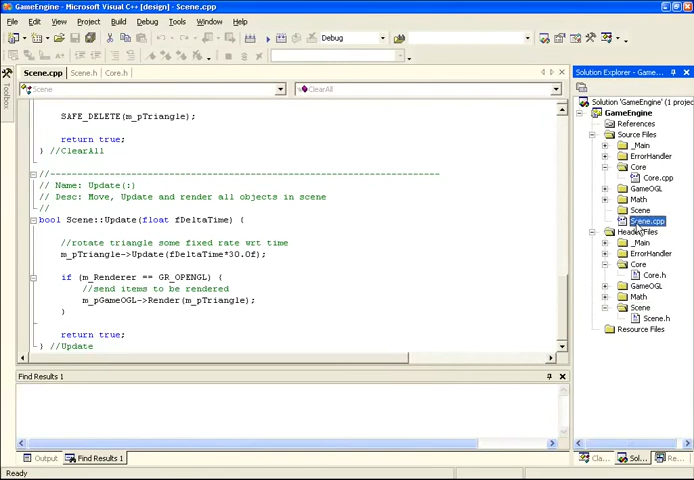 GameEngine - Microsoft Visual C++ [design] - Scene.cpp
File Edit View Project Build Debug Tools Window Help
Debug
Scene.cpp Scene.h Core.h
Scene ClearAll
SAFE_DELETE(m_pTriangle);
return true;
} //ClearAll
//----------------------------------------------------------------
// Name: Update(:)
// Desc: Move, Update and render all objects in scene
//
bool Scene::Update(float fDeltaTime) {
//rotate triangle some fixed rate wrt time
m_pTriangle->Update(fDeltaTime*30.0f);
if (m_Renderer == GR_OPENGL) {
//send items to be rendered
m_pGameOGL->Render(m_pTriangle);
}
return true;
} //Update
Find Results 1
Output Find Results 1
Ready
Toolbox
Solution Explorer - Game...
Solution 'GameEngine' (1 projec
GameEngine
References
Source Files
_Main
ErrorHandler
Core
Core.cpp
GameOGL
Math
Scene
Scene.cpp
Header Files
_Main
ErrorHandler
Core
Core.h
GameOGL
Math
Scene
Scene.h
Resource Files
Cla... Sol... Re...